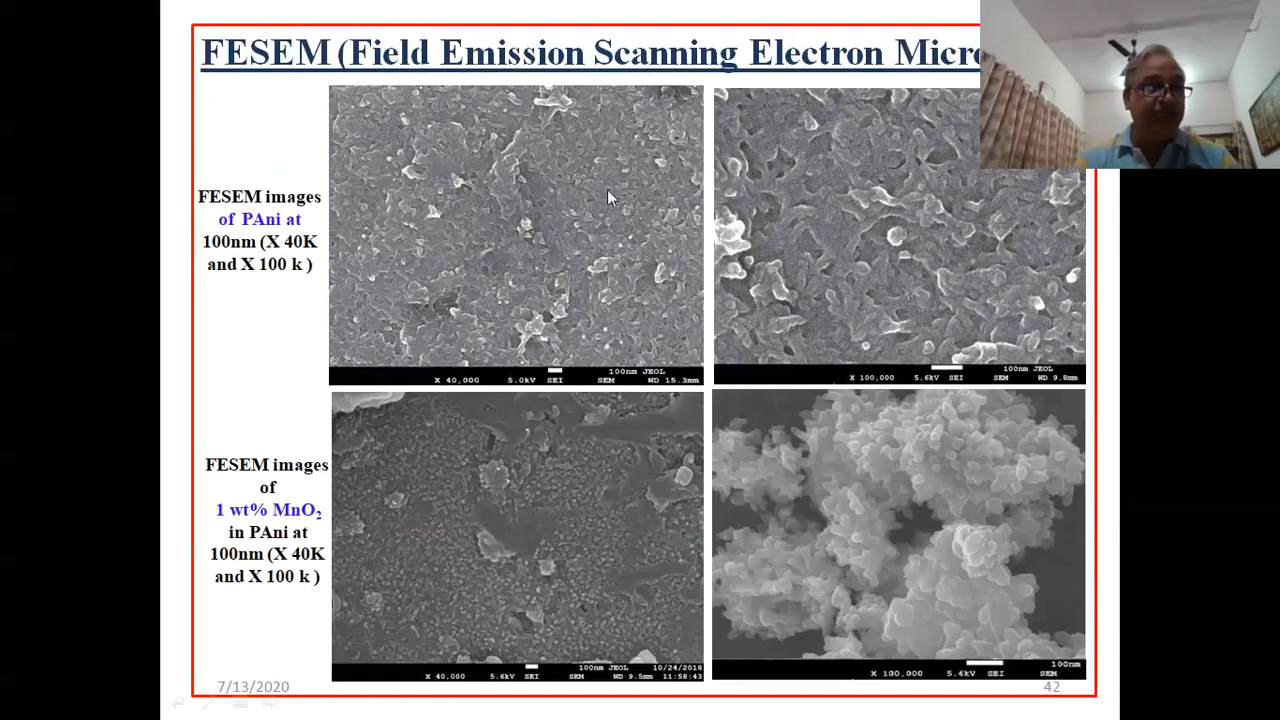 FESEM (Field Emission Scanning Electron Micro
FESEM images
of PAni at
100nm (X 40K
and X 100 k )
100nm JEOL
X 40,000 5.0kV SEI SEM WD 15.3mm
100nm JEOL
X 100,000 5.6kV SEI SEM WD 9.8mm
FESEM images
of
1 wt% MnO₂
in PAni at
100nm (X 40K
and X 100 k )
100nm JEOL 10/24/2018
X 40,000 5.6kV SEI SEM WD 9.5mm 11:58:43
100nm
X 100,000 5.6kV SEI SEM
7/13/2020
42